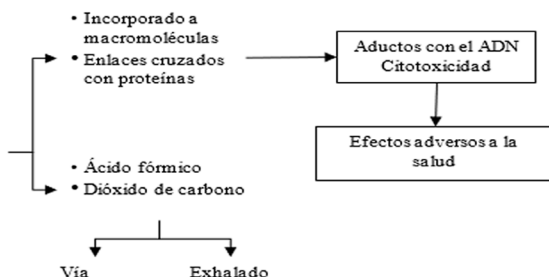 • Incorporado a
macromoléculas
• Enlaces cruzados
con proteínas
Aductos con el ADN
Citotoxicidad
Efectos adversos a la
salud
• Ácido fórmico
• Dióxido de carbono
Vía
Exhalado